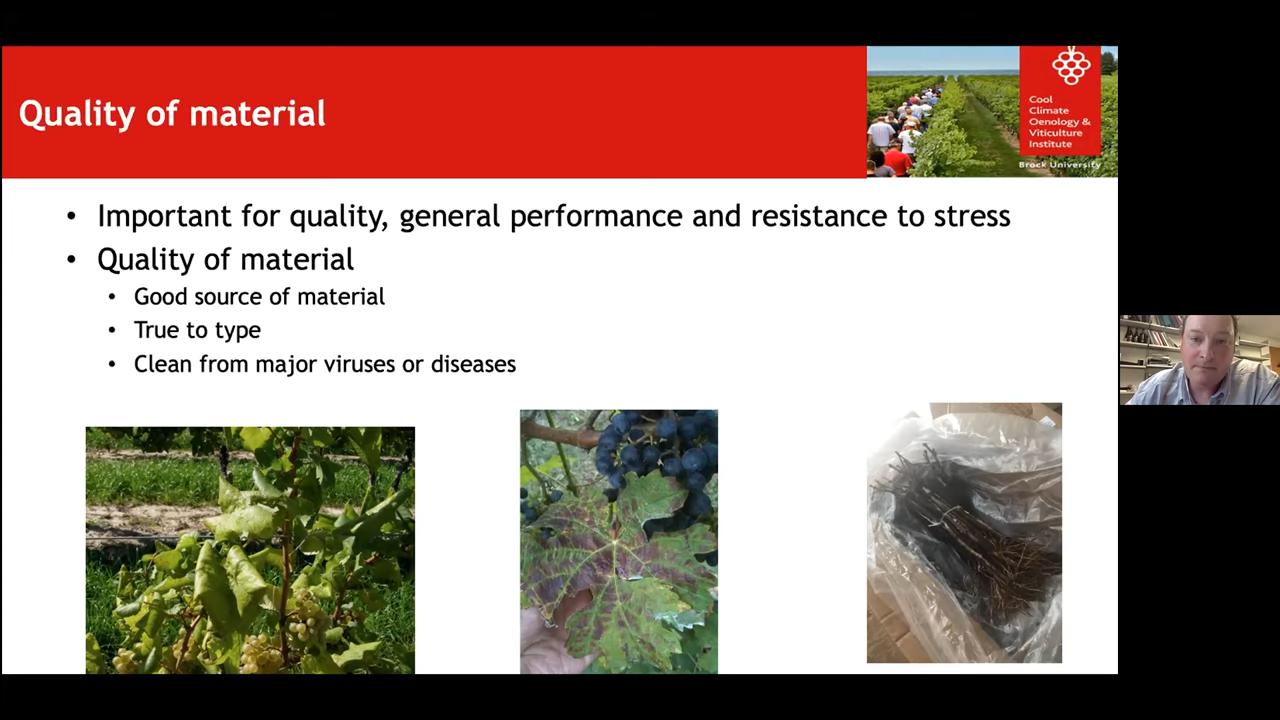 Quality of material
Cool
Climate
Oenology &
Viticulture
Institute
Brock University
• Important for quality, general performance and resistance to stress
• Quality of material
• Good source of material
• True to type
• Clean from major viruses or diseases